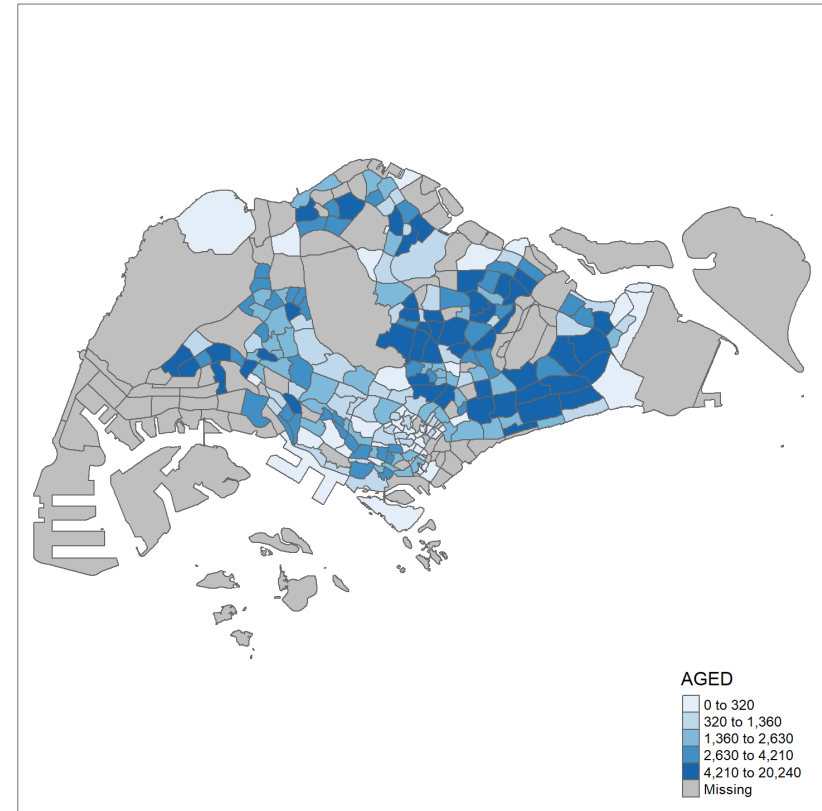 AGED
0 to 320
320 to 1,360
1,360 to 2,630
2,630 to 4,210
4,210 to 20,240
Missing